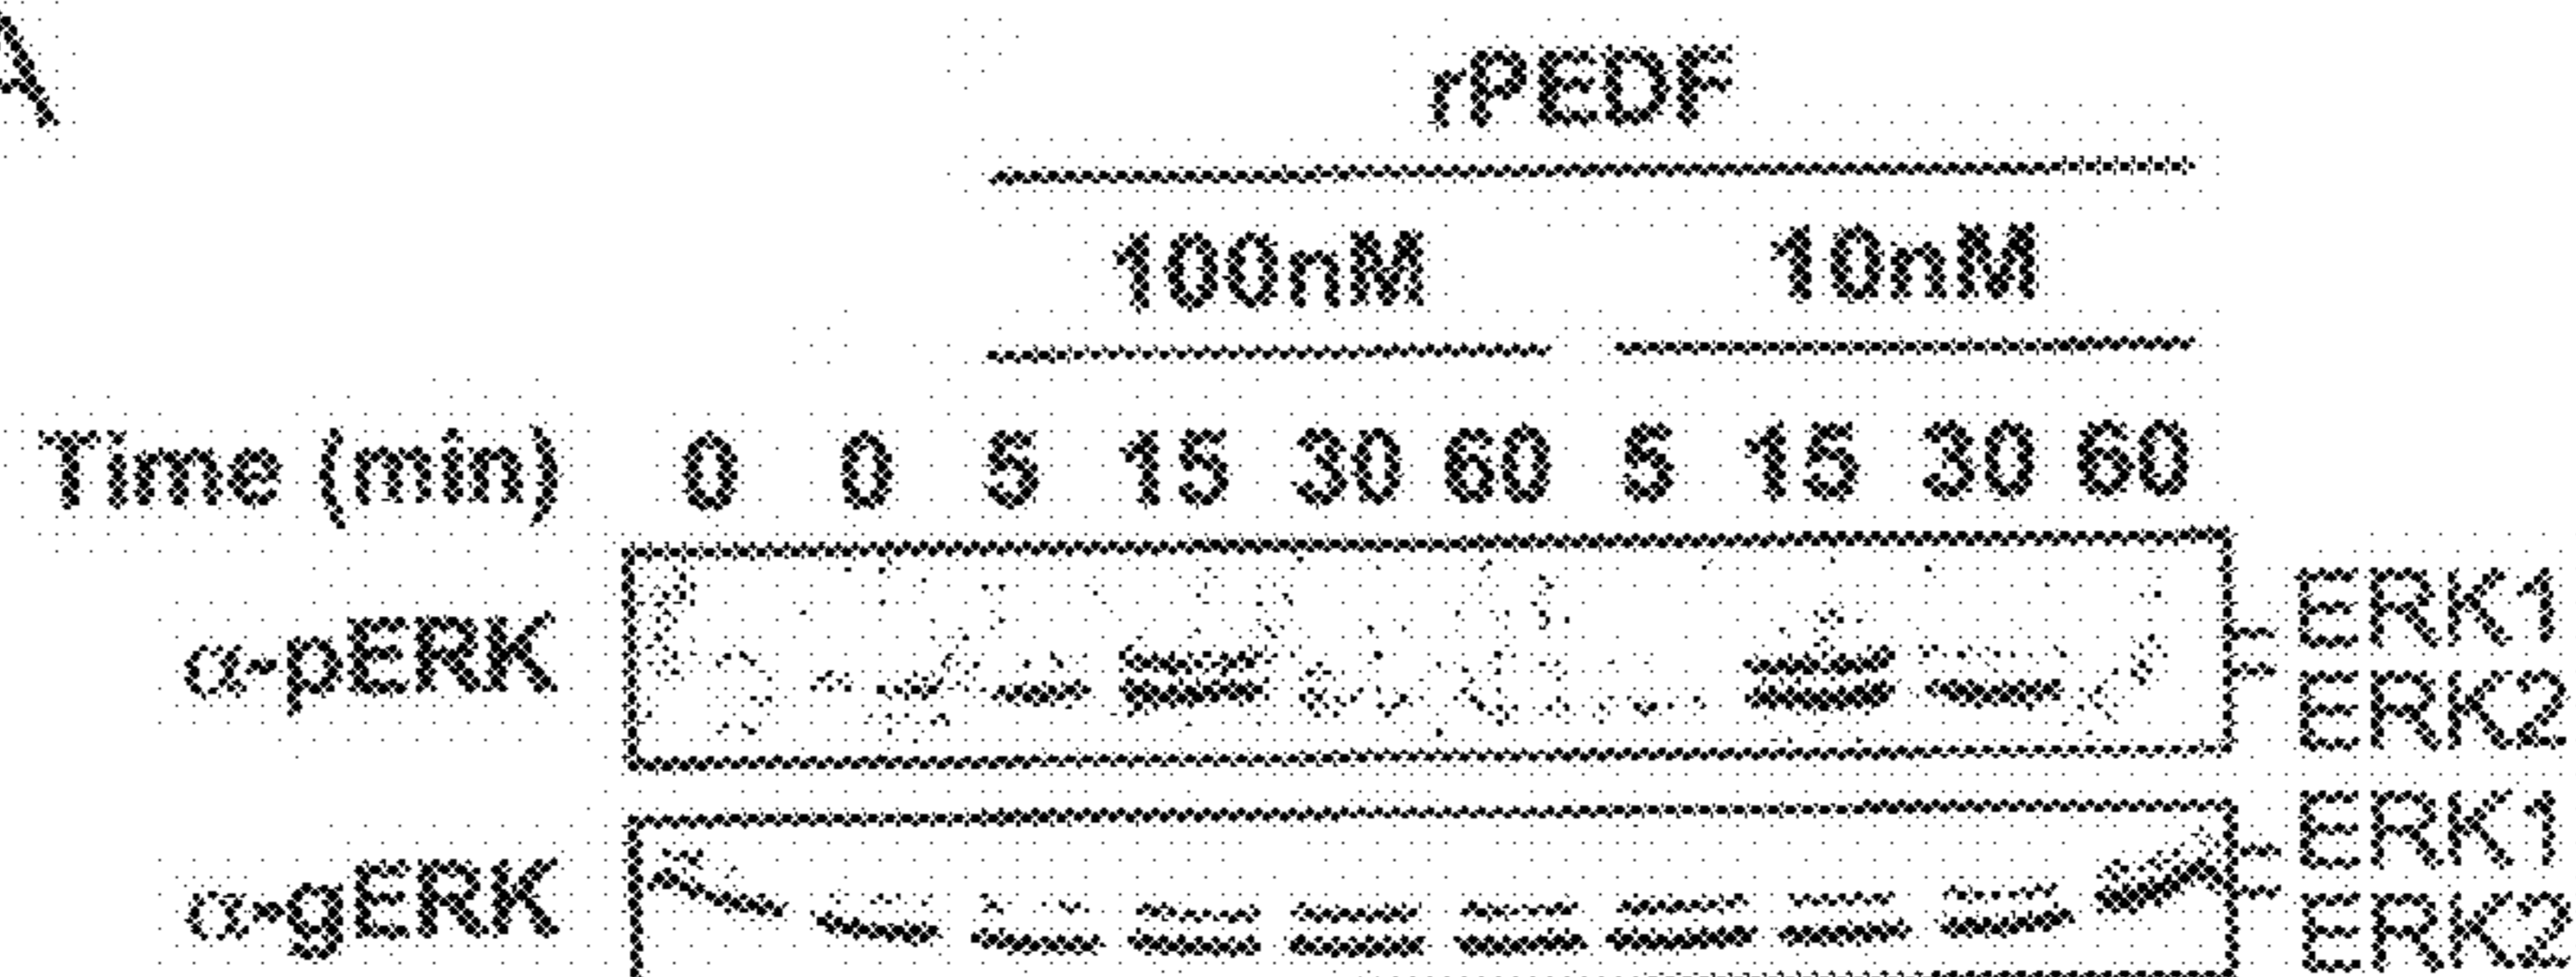 A
rPEDF
100nM 10nM
Time (min) 0 0 5 15 30 60 5 15 30 60
α-pERK
ERK1
ERK2
α-gERK
ERK1
ERK2